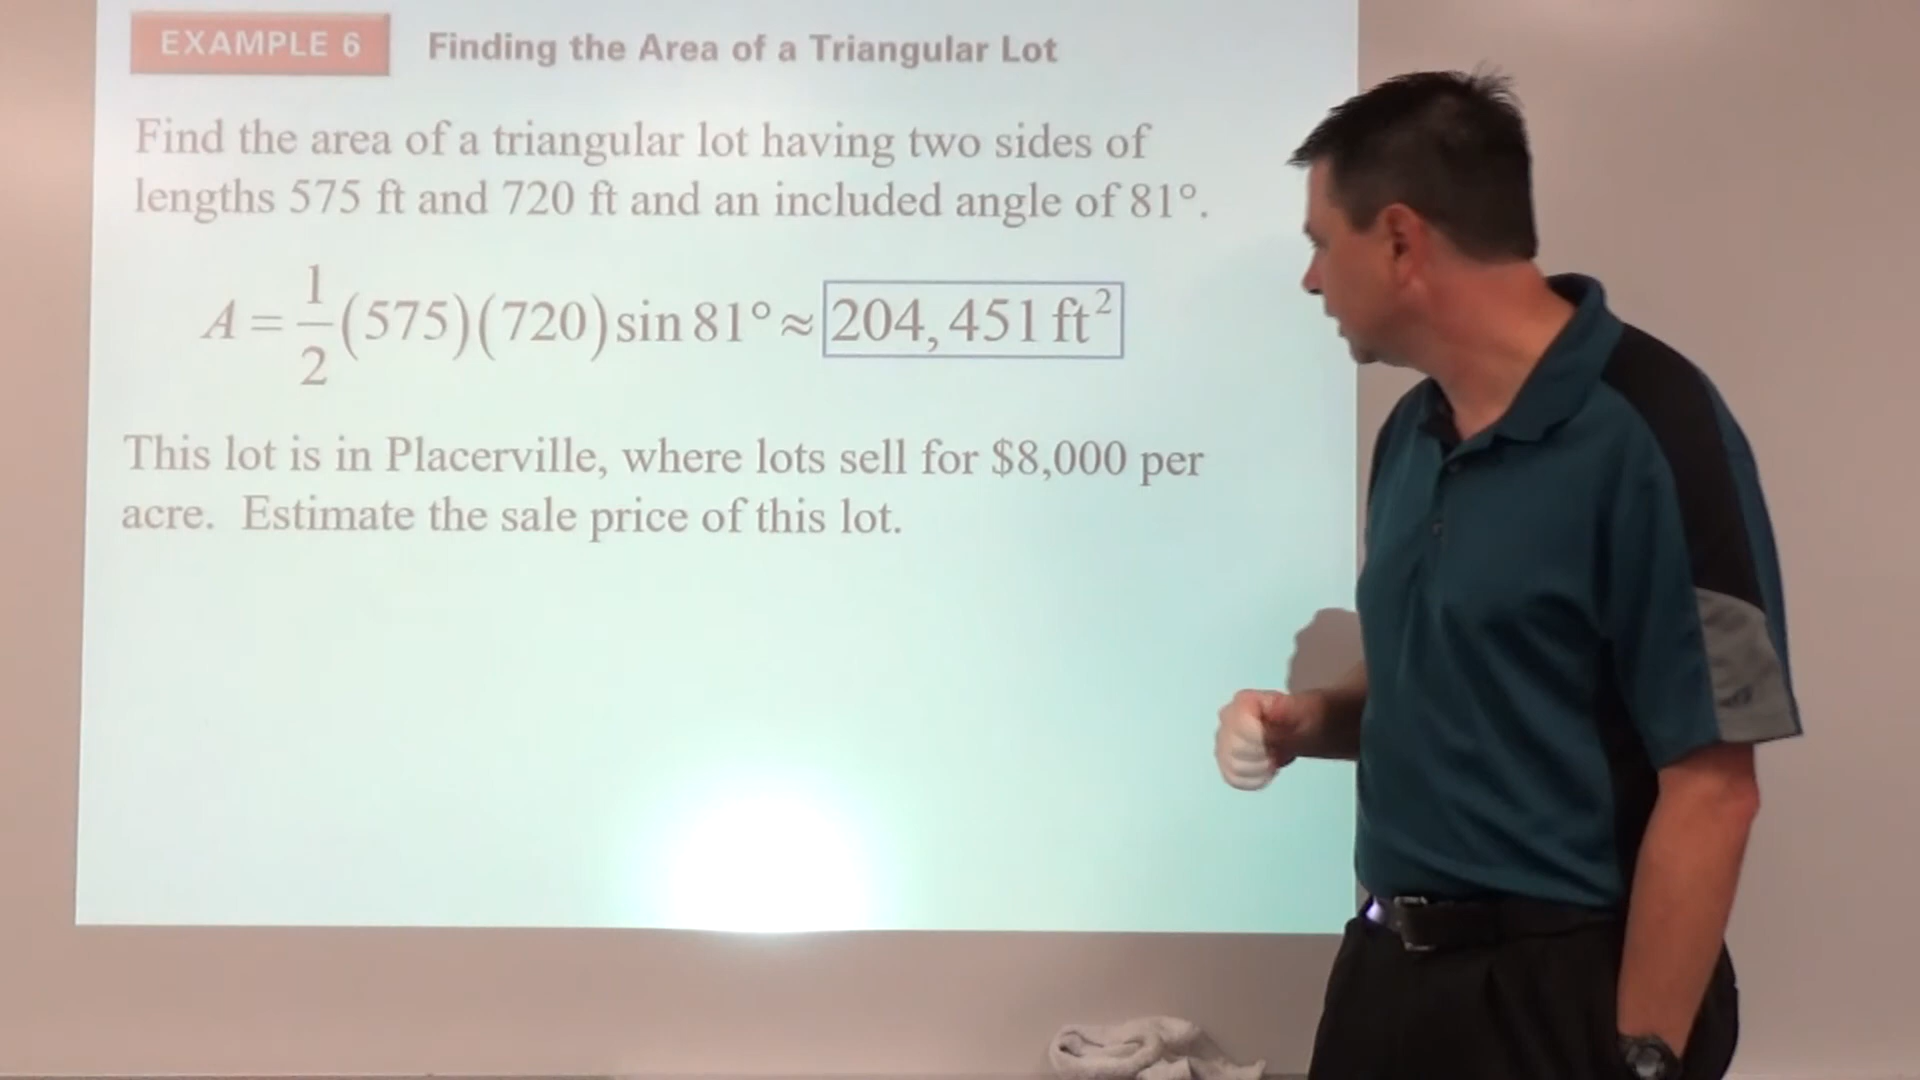 EXAMPLE 6 Finding the Area of a Triangular Lot
Find the area of a triangular lot having two sides of
lengths 575 ft and 720 ft and an included angle of 81°.
A = 1/2 (575)(720) sin 81° ≈ 204,451 ft²
This lot is in Placerville, where lots sell for $8,000 per
acre. Estimate the sale price of this lot.